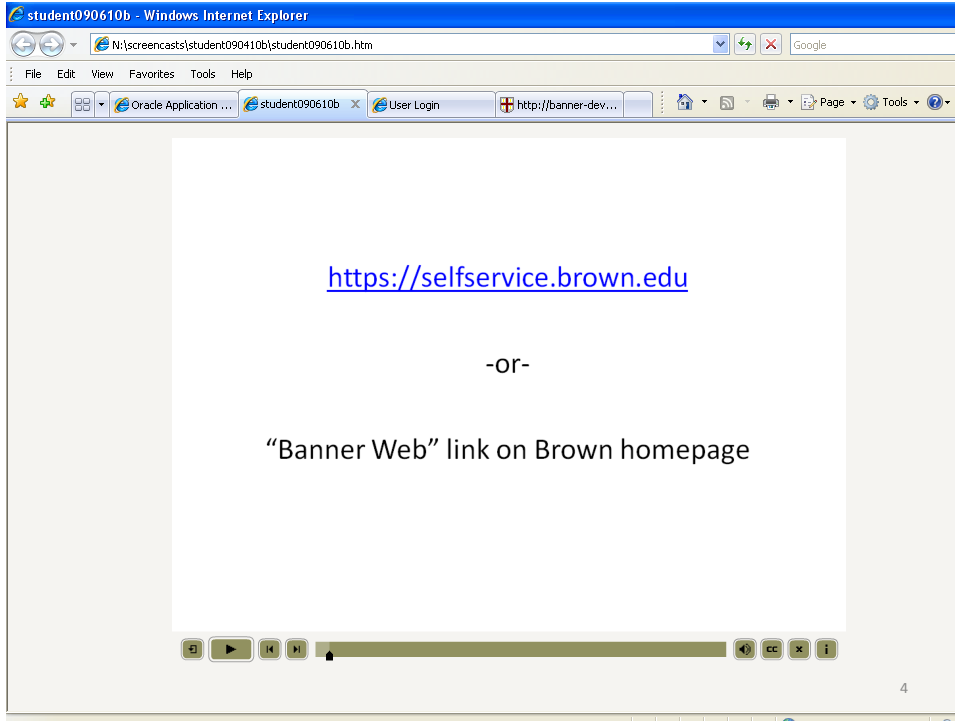 student090610b - Windows Internet Explorer
N:\screencasts\student090410b\student090610b.htm
Google
File Edit View Favorites Tools Help
Oracle Application ... student090610b User Login http://banner-dev... Page Tools
https://selfservice.brown.edu
-or-
“Banner Web” link on Brown homepage
cc i
4